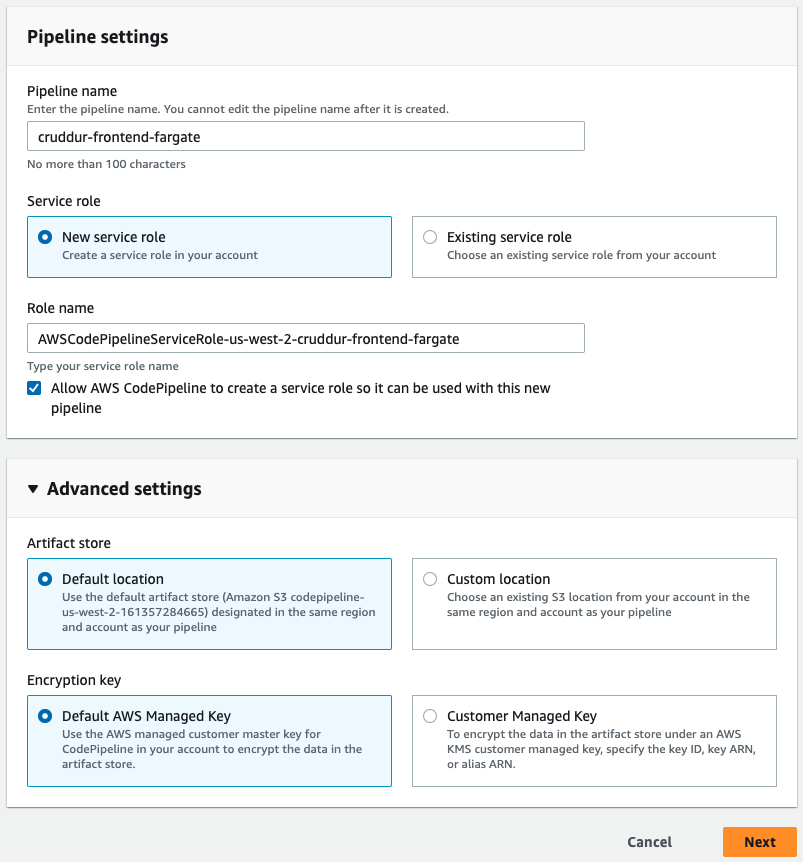 Pipeline settings
Pipeline name
Enter the pipeline name. You cannot edit the pipeline name after it is created.
cruddur-frontend-fargate
No more than 100 characters
Service role
New service role
Create a service role in your account
Existing service role
Choose an existing service role from your account
Role name
AWSCodePipelineServiceRole-us-west-2-cruddur-frontend-fargate
Type your service role name
Allow AWS CodePipeline to create a service role so it can be used with this new
pipeline
Advanced settings
Artifact store
Default location
Use the default artifact store (Amazon S3 codepipeline-
us-west-2-161357284665) designated in the same region
and account as your pipeline
Custom location
Choose an existing S3 location from your account in the
same region and account as your pipeline
Encryption key
Default AWS Managed Key
Use the AWS managed customer master key for
CodePipeline in your account to encrypt the data in the
artifact store.
Customer Managed Key
To encrypt the data in the artifact store under an AWS
KMS customer managed key, specify the key ID, key ARN,
or alias ARN.
Cancel
Next